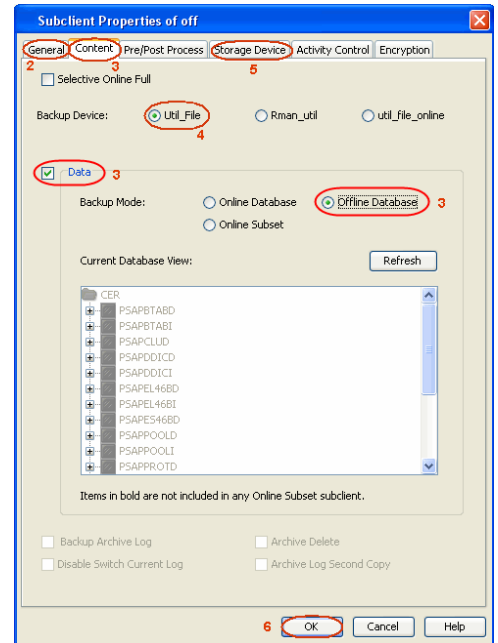 Subclient Properties of off
General Content Pre/Post Process Storage Device Activity Control Encryption
2 3 5
Selective Online Full
Backup Device: Util_File Rman_util util_file_online
4
Data 3
Backup Mode: Online Database Offline Database 3
Online Subset
Current Database View: Refresh
CER
PSAPBTABD
PSAPBTABI
PSAPCLUD
PSAPDDICD
PSAPDDICI
PSAPEL46BD
PSAPEL46BI
PSAPES46BD
PSAPPOOLD
PSAPPOOLI
PSAPPROTD
Items in bold are not included in any Online Subset subclient.
Backup Archive Log Archive Delete
Disable Switch Current Log Archive Log Second Copy
6 OK Cancel Help